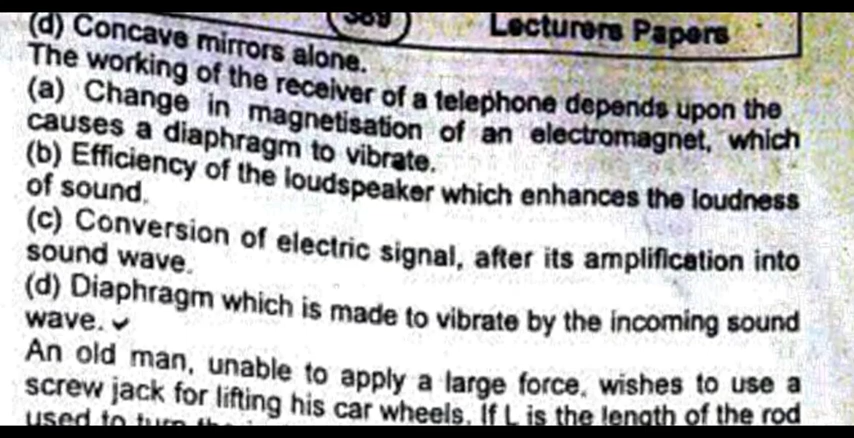 389 Lecturers Papers
(d) Concave mirrors alone.
The working of the receiver of a telephone depends upon the
(a) Change in magnetisation of an electromagnet, which
causes a diaphragm to vibrate.
(b) Efficiency of the loudspeaker which enhances the loudness
of sound.
(c) Conversion of electric signal, after its amplification into
sound wave.
(d) Diaphragm which is made to vibrate by the incoming sound
wave. ✓
An old man, unable to apply a large force, wishes to use a
screw jack for lifting his car wheels. If L is the length of the rod
used to turn